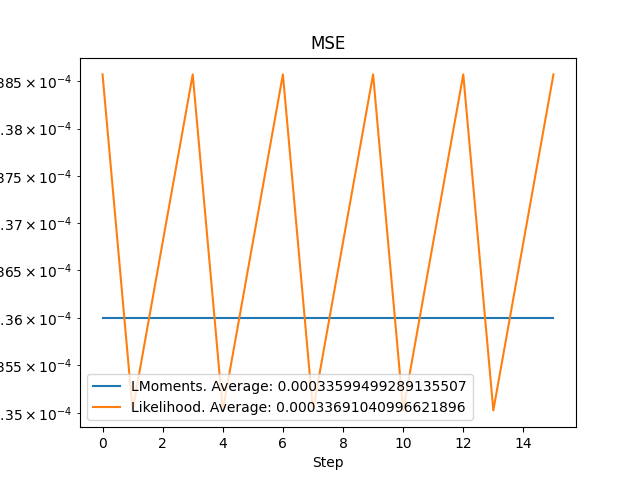 MSE
385 × 10⁻⁴
.38 × 10⁻⁴
375 × 10⁻⁴
.37 × 10⁻⁴
365 × 10⁻⁴
.36 × 10⁻⁴
355 × 10⁻⁴
.35 × 10⁻⁴
LMoments. Average: 0.00033599499289135507
Likelihood. Average: 0.00033691040996621896
0 2 4 6 8 10 12 14
Step